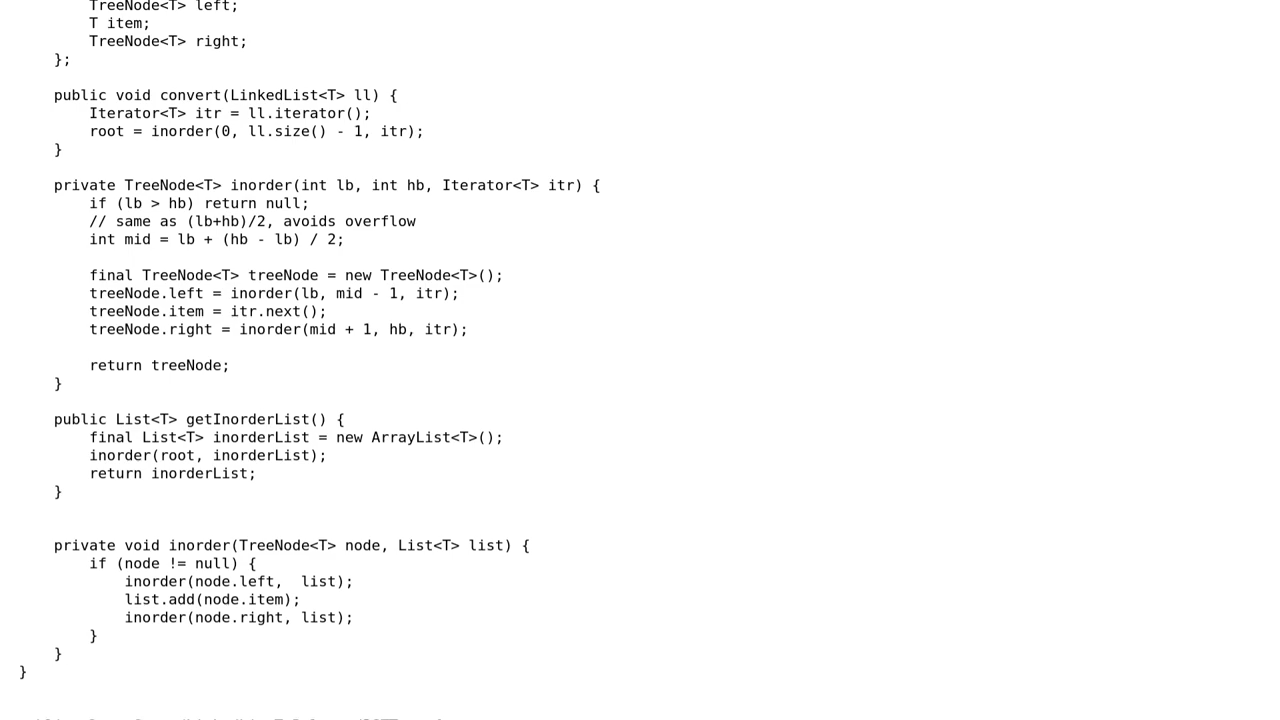 TreeNode<T> left;
        T item;
        TreeNode<T> right;
    };

    public void convert(LinkedList<T> ll) {
        Iterator<T> itr = ll.iterator();
        root = inorder(0, ll.size() - 1, itr);
    }

    private TreeNode<T> inorder(int lb, int hb, Iterator<T> itr) {
        if (lb > hb) return null;
        // same as (lb+hb)/2, avoids overflow
        int mid = lb + (hb - lb) / 2;

        final TreeNode<T> treeNode = new TreeNode<T>();
        treeNode.left = inorder(lb, mid - 1, itr);
        treeNode.item = itr.next();
        treeNode.right = inorder(mid + 1, hb, itr);

        return treeNode;
    }

    public List<T> getInorderList() {
        final List<T> inorderList = new ArrayList<T>();
        inorder(root, inorderList);
        return inorderList;
    }


    private void inorder(TreeNode<T> node, List<T> list) {
        if (node != null) {
            inorder(node.left,  list);
            list.add(node.item);
            inorder(node.right, list);
        }
    }
}